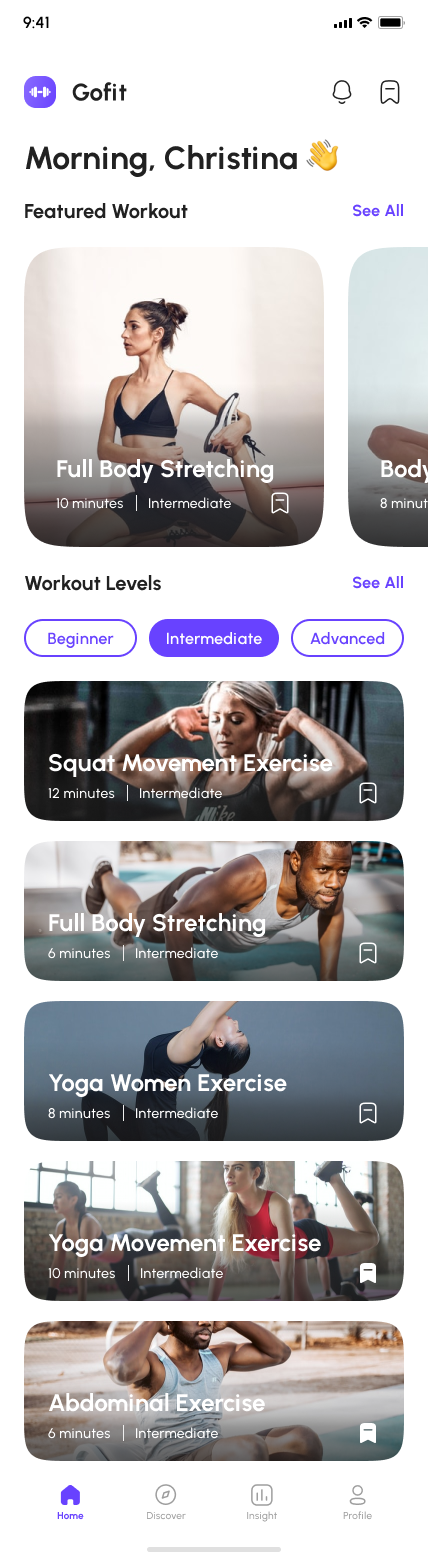 9:41
Gofit
Morning, Christina 👋
Featured Workout See All
Full Body Stretching
10 minutes Intermediate
Body
8 minut
Workout Levels See All
Beginner Intermediate Advanced
Squat Movement Exercise
12 minutes Intermediate
Full Body Stretching
6 minutes Intermediate
Yoga Women Exercise
8 minutes Intermediate
Yoga Movement Exercise
10 minutes Intermediate
Abdominal Exercise
6 minutes Intermediate
Home Discover Insight Profile